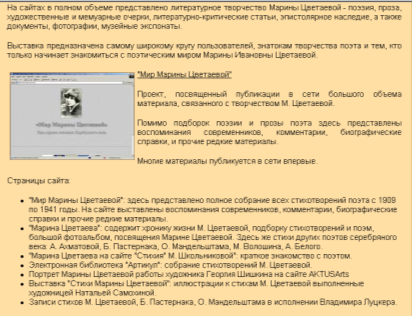 На сайтах в полном объеме представлено литературное творчество Марины Цветаевой - поэзия, проза,
художественные и мемуарные очерки, литературно-критические статьи, эпистолярное наследие, а также
документы, фотографии, музейные экспонаты.
Выставка предназначена самому широкому кругу пользователей, знатокам творчества поэта и тем, кто
только начинает знакомиться с поэтическим миром Марины Ивановны Цветаевой.
"Мир Марины Цветаевой"
Проект, посвященный публикации в сети большого объема
материала, связанного с творчеством М. Цветаевой.
Помимо подборок поэзии и прозы поэта здесь представлены
воспоминания современников, комментарии, биографические
справки, и прочие редкие материалы.
Многие материалы публикуется в сети впервые.
«Мир Марины Цветаевой»
Страницы сайта:
"Мир Марины Цветаевой": здесь представлено полное собрание всех стихотворений поэта с 1909
по 1941 годы. На сайте выставлены воспоминания современников, комментарии, биографические
справки и прочие редкие материалы.
"Марина Цветаева": содержит хронику жизни М. Цветаевой, подборку стихотворений и поэм,
большой фотоальбом, посвящения Марине Цветаевой. Здесь же стихи других поэтов серебряного
века: А. Ахматовой, Б. Пастернака, О. Мандельштама, М. Волошина, А. Белого.
"Марина Цветаева на сайте "Стихия" М. Школьниковой": краткое знакомство с поэтом.
Электронная библиотека "Артикул": собрание стихотворений М. Цветаевой.
Портрет Марины Цветаевой работы художника Георгия Шишкина на сайте AKTUSArts
Выставка "Стихи Марины Цветаевой": иллюстрации к стихам М. Цветаевой выполненные
художницей Натальей Самохиной.
Записи стихов М. Цветаевой, Б. Пастернака, О. Мандельштама в исполнении Владимира Луцкера.